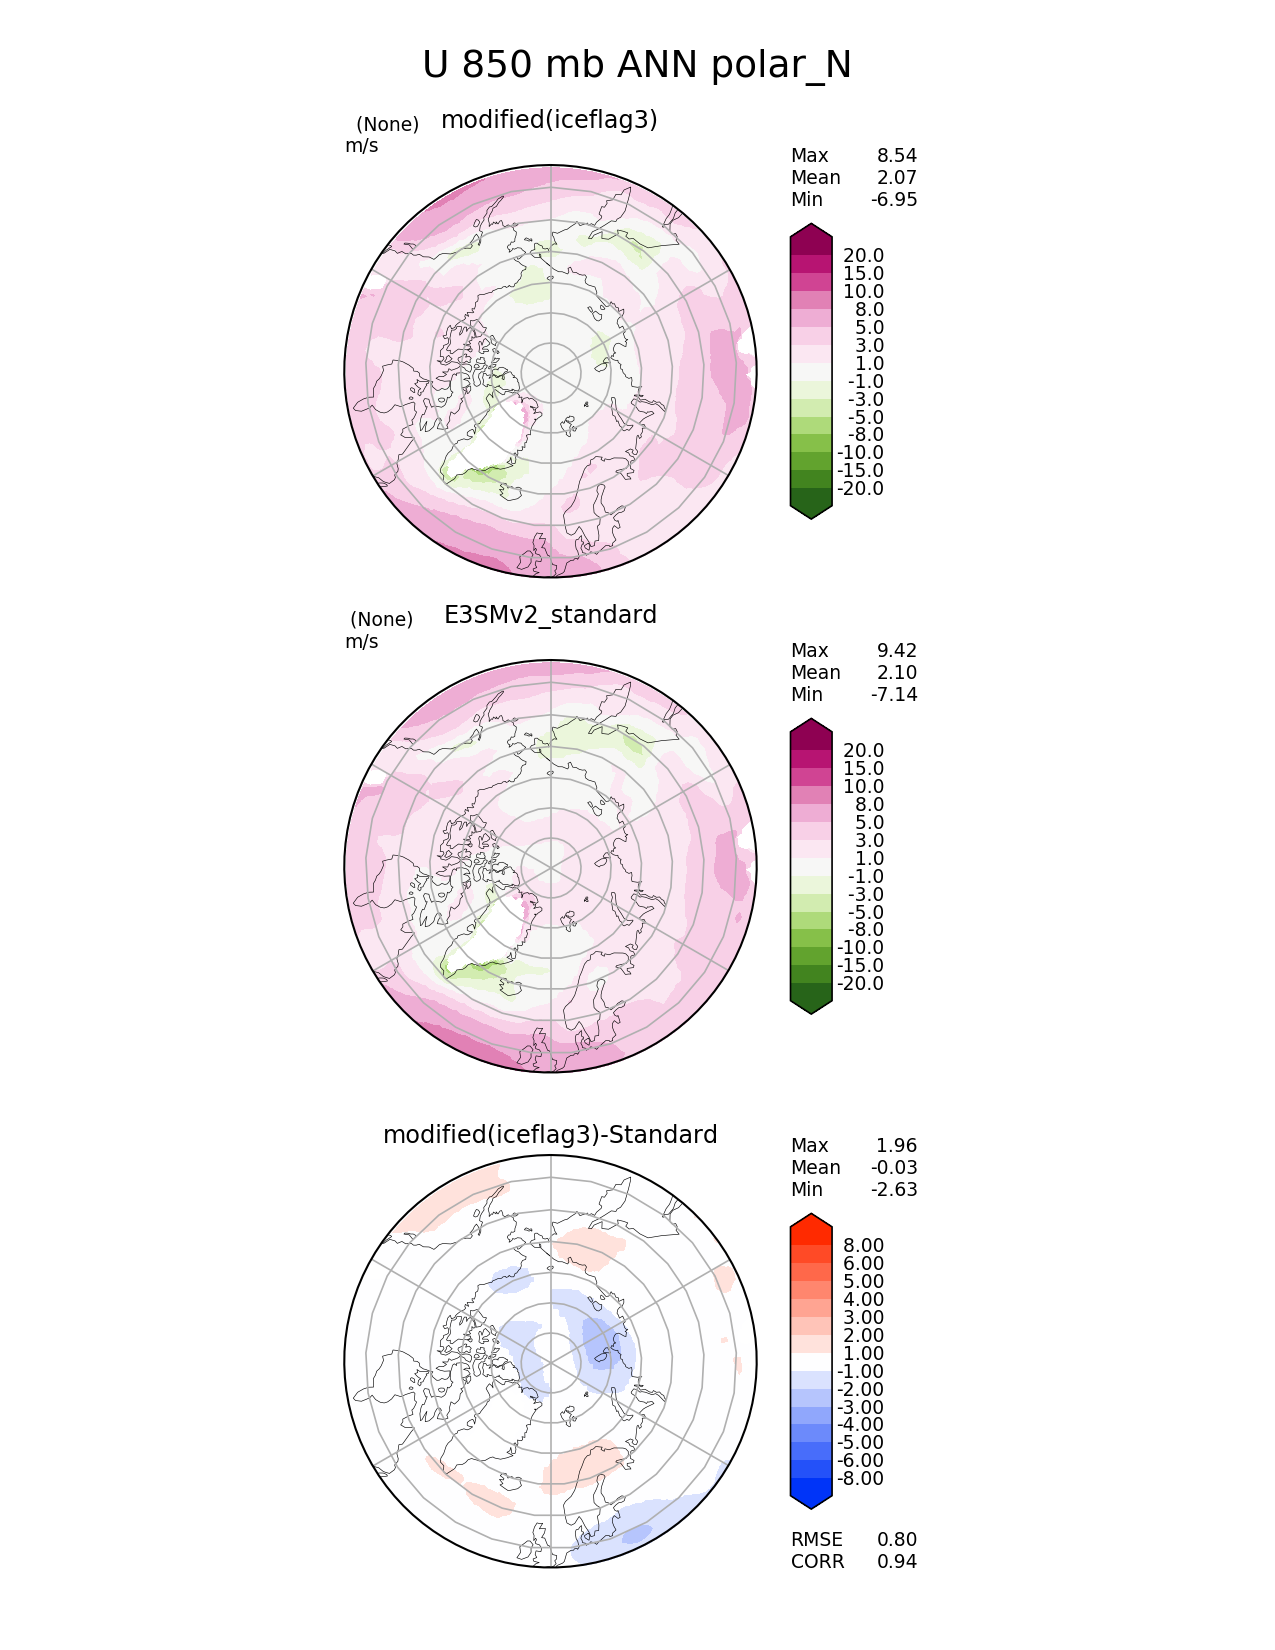 U 850 mb ANN polar_N
(None) modified(iceflag3)
m/s
Max 8.54
Mean 2.07
Min -6.95
20.0
15.0
10.0
8.0
5.0
3.0
1.0
-1.0
-3.0
-5.0
-8.0
-10.0
-15.0
-20.0
(None) E3SMv2_standard
m/s
Max 9.42
Mean 2.10
Min -7.14
20.0
15.0
10.0
8.0
5.0
3.0
1.0
-1.0
-3.0
-5.0
-8.0
-10.0
-15.0
-20.0
modified(iceflag3)-Standard
Max 1.96
Mean -0.03
Min -2.63
8.00
6.00
5.00
4.00
3.00
2.00
1.00
-1.00
-2.00
-3.00
-4.00
-5.00
-6.00
-8.00
RMSE 0.80
CORR 0.94